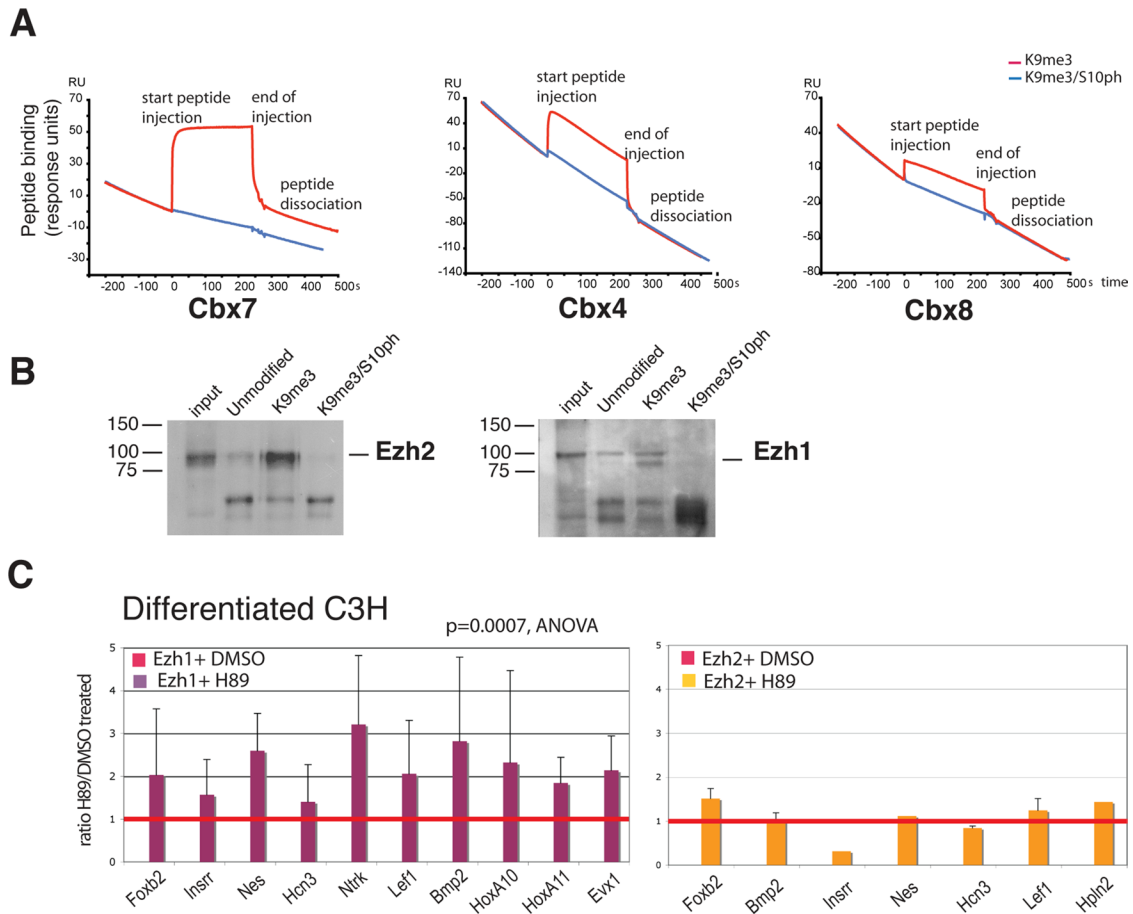 A
K9me3
K9me3/S10ph
Peptide binding
(response units)
RU
70
50
30
10
-10
-30
start peptide
injection
end of
injection
peptide
dissociation
-200 -100 0 100 200 300 400 500 s
Cbx7
RU
70
40
10
-20
-50
-80
-110
-140
start peptide
injection
end of
injection
peptide
dissociation
-200 -100 0 100 200 300 400 500 s
Cbx4
RU
80
40
0
-40
-80
start peptide
injection
end of
injection
peptide
dissociation
-200 -100 0 100 200 300 400 500 s time
Cbx8
B
input
Unmodified
K9me3
K9me3/S10ph
150
100
75
Ezh2
input
Unmodified
K9me3
K9me3/S10ph
150
100
75
Ezh1
C
Differentiated C3H
p=0.0007, ANOVA
ratio H89/DMSO treated
5
4
3
2
1
0
Ezh1+ DMSO
Ezh1+ H89
Foxb2 Insrr Nes Hcn3 Ntrk Lef1 Bmp2 HoxA10 HoxA11 Evx1
5
4
3
2
1
0
Ezh2+ DMSO
Ezh2+ H89
Foxb2 Bmp2 Insrr Nes Hcn3 Lef1 Hpln2